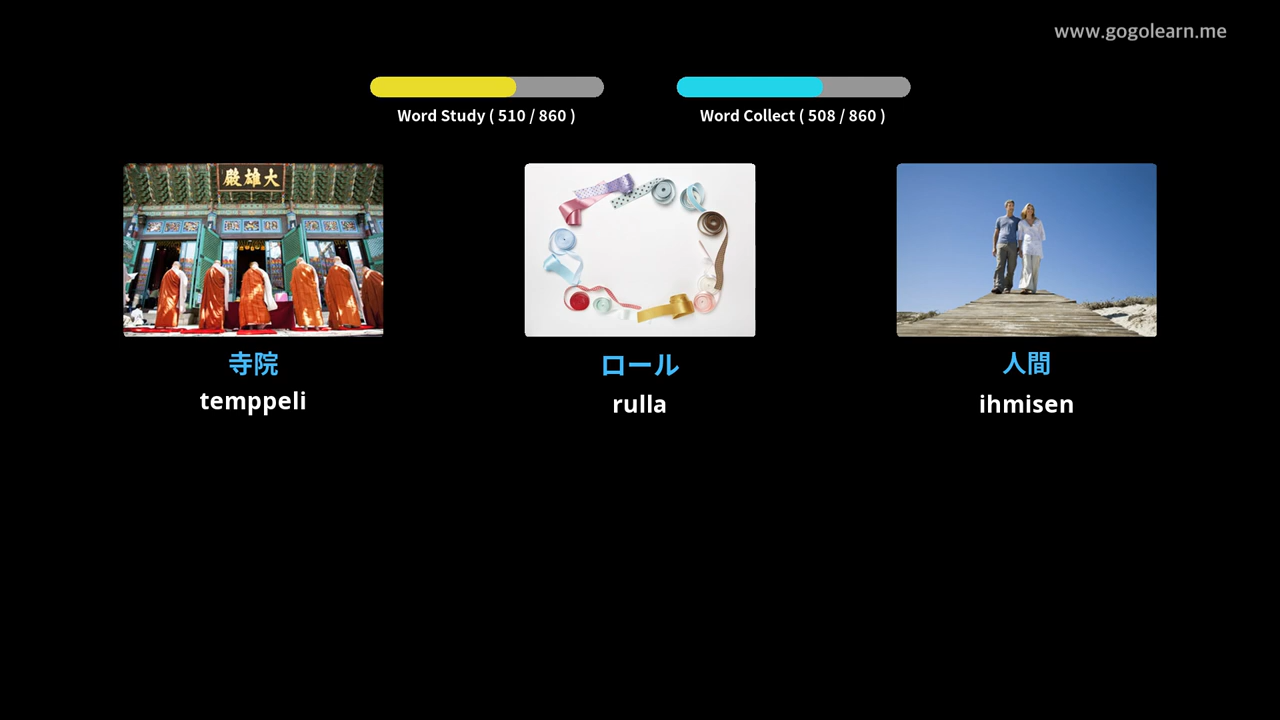 www.gogolearn.me
Word Study ( 510 / 860 )
Word Collect ( 508 / 860 )
大雄殿
寺院
temppeli
ロール
rulla
人間
ihmisen